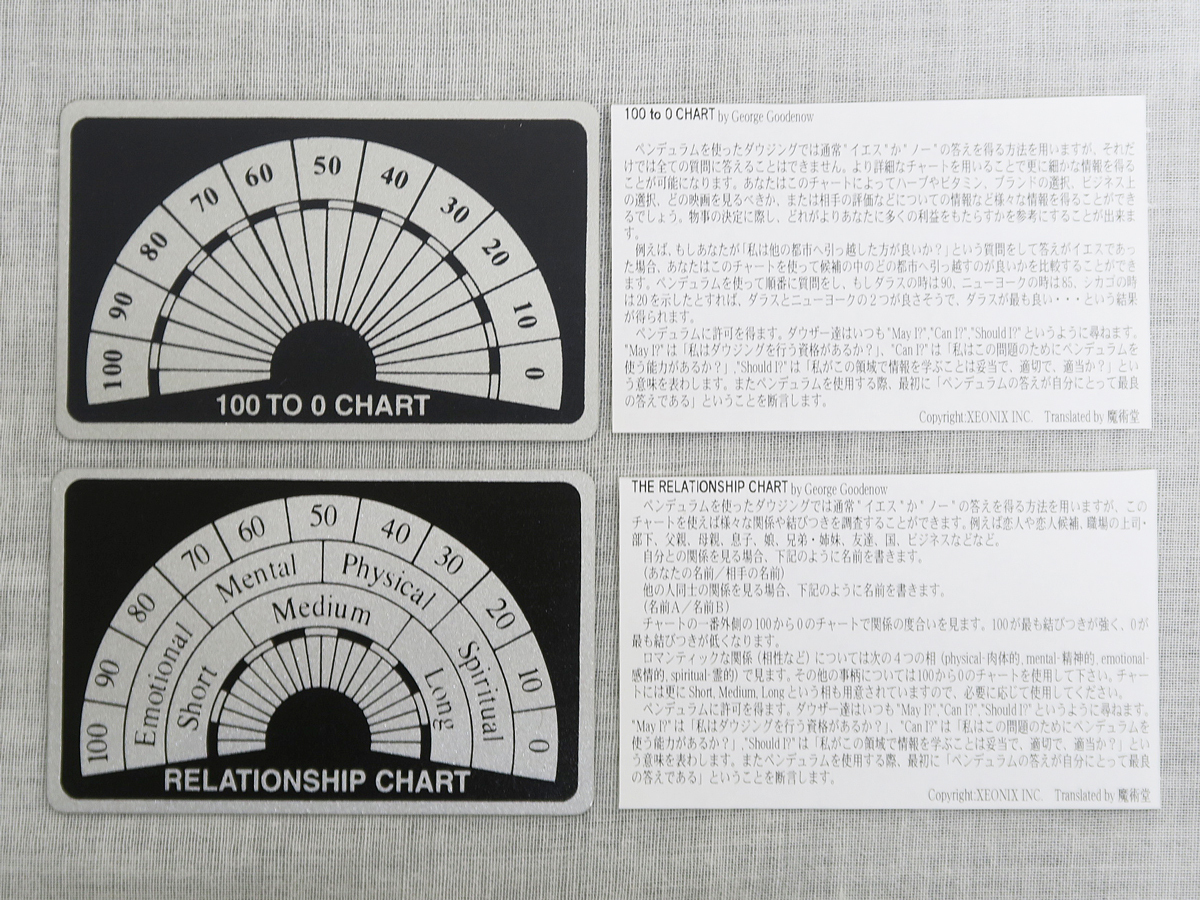 100 90 80 70 60 50 40 30 20 10 0
100 TO 0 CHART
100 to 0 CHART by George Goodenow
ペンデュラムを使ったダウジングでは通常"イエス"か"ノー"の答えを得る方法を用いますが、それだ
けでは全ての質問に答えることはできません。より詳細なチャートを用いることで更に細かな情報を得る
ことが可能になります。あなたはこのチャートによってハーブやビタミン、ブランドの選択、ビジネス上
の選択、どの映画を見るべきか、または相手の評価などについての情報など様々な情報を得ることができ
るでしょう。物事の決定に際し、どれがよりあなたに多くの利益をもたらすかを参考にすることが出来ま
す。
例えば、もしあなたが「私は他の都市へ引っ越した方が良いか？」という質問をして答えがイエスであっ
た場合、あなたはこのチャートを使って候補の中のどの都市へ引っ越すのが良いかを比較することができ
ます。ペンデュラムを使って順番に質問をし、もしダラスの時は90、ニューヨークの時は85、シカゴの時
は20を示したとすれば、ダラスとニューヨークの2つが良さそうで、ダラスが最も良い・・・という結果
が得られます。
ペンデュラムに許可を得ます。ダウザー達はいつも"May I?","Can I?","Should I?"というように尋ねます。
"May I?"は「私はダウジングを行う資格があるか？」、"Can I?"は「私はこの問題のためにペンデュラムを
使う能力があるか？」,"Should I?"は「私がこの領域で情報を学ぶことは妥当で、適切で、適当か？」とい
う意味を表わします。またペンデュラムを使用する際、最初に「ペンデュラムの答えが自分にとって最良
の答えである」ということを断言します。
Copyright:XEONIX INC. Translated by 魔術堂
100 90 80 70 60 50 40 30 20 10 0
Emotional Mental Physical Spiritual
Short Medium Long
RELATIONSHIP CHART
THE RELATIONSHIP CHART by George Goodenow
ペンデュラムを使ったダウジングでは通常"イエス"か"ノー"の答えを得る方法を用いますが、この
チャートを使えば様々な関係や結びつきを調査することができます。例えば恋人や恋人候補、職場の上司・
部下、父親、母親、息子、娘、兄弟・姉妹、友達、国、ビジネスなどなど。
自分との関係を見る場合、下記のように名前を書きます。
(あなたの名前／相手の名前)
他の人同士の関係を見る場合、下記のように名前を書きます。
(名前A／名前B)
チャートの一番外側の100から0のチャートで関係の度合いを見ます。100が最も結びつきが強く、0が
最も結びつきが低くなります。
ロマンティックな関係（相性など）については次の4つの相（physical-肉体的, mental-精神的, emotional-
感情的, spiritual-霊的）で見ます。その他の事柄については100から0のチャートを使用して下さい。チャー
トには更にShort, Medium, Longという相も用意されていますので、必要に応じて使用してください。
ペンデュラムに許可を得ます。ダウザー達はいつも"May I?","Can I?","Should I?"というように尋ねます。
"May I?"は「私はダウジングを行う資格があるか？」、"Can I?"は「私はこの問題のためにペンデュラムを
使う能力があるか？」,"Should I?"は「私がこの領域で情報を学ぶことは妥当で、適切で、適当か？」とい
う意味を表わします。またペンデュラムを使用する際、最初に「ペンデュラムの答えが自分にとって最良
の答えである」ということを断言します。
Copyright:XEONIX INC. Translated by 魔術堂